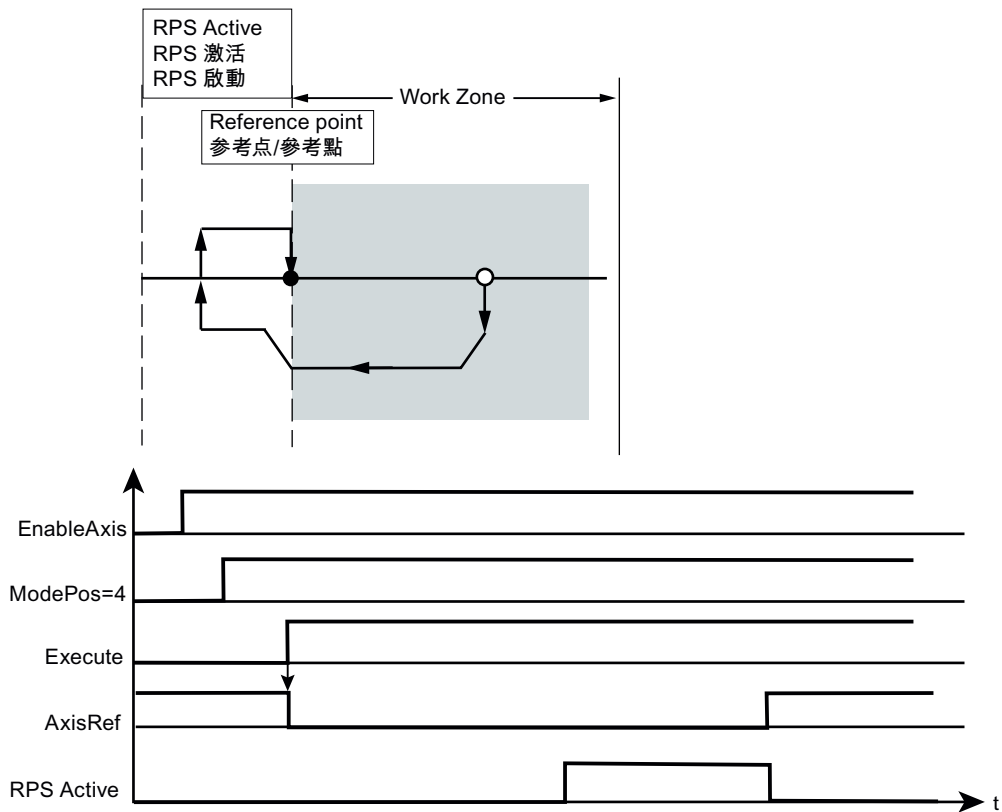 RPS Active
RPS 激活
RPS 啟動
Work Zone
Reference point
参考点/參考點
EnableAxis
ModePos=4
Execute
AxisRef
RPS Active
t